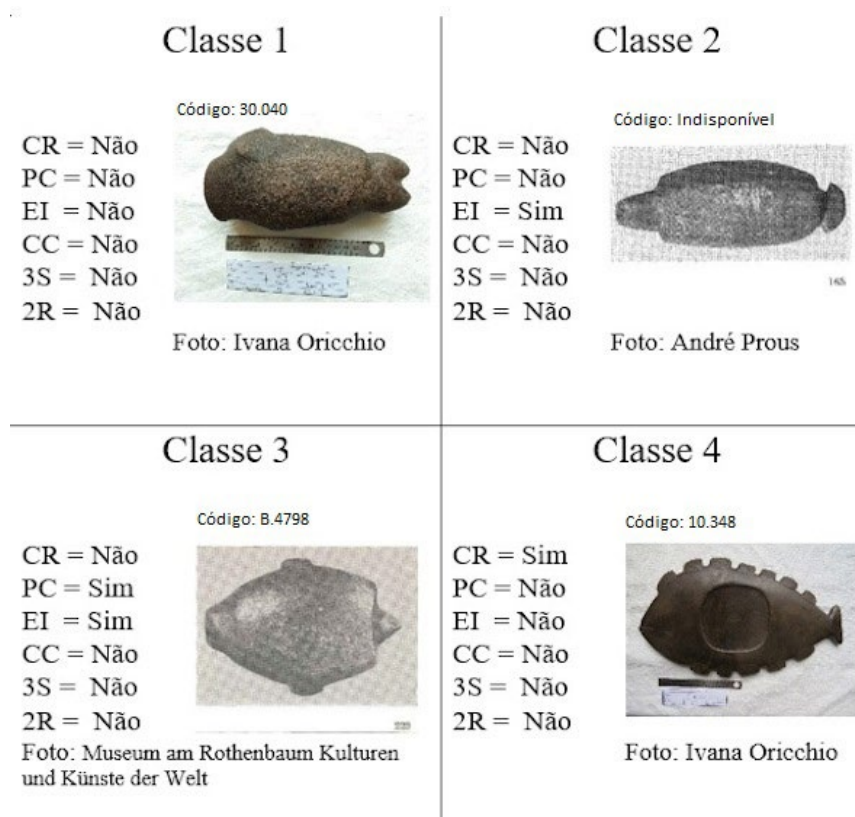 Classe 1
Código: 30.040
CR = Não
PC = Não
EI = Não
CC = Não
3S = Não
2R = Não
Foto: Ivana Oricchio
Classe 2
Código: Indisponível
CR = Não
PC = Não
EI = Sim
CC = Não
3S = Não
2R = Não
Foto: André Prous
Classe 3
Código: B.4798
CR = Não
PC = Sim
EI = Sim
CC = Não
3S = Não
2R = Não
Foto: Museum am Rothenbaum Kulturen
und Künste der Welt
Classe 4
Código: 10.348
CR = Sim
PC = Não
EI = Não
CC = Não
3S = Não
2R = Não
Foto: Ivana Oricchio